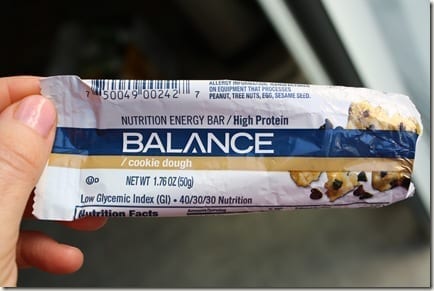 7 50049 00242 7
ALLERGY INFORMATION: MANUFACTURED
ON EQUIPMENT THAT PROCESSES
PEANUT, TREE NUTS, EGG, SESAME SEED.
NUTRITION ENERGY BAR / High Protein
BALANCE
/ cookie dough
U D
NET WT 1.76 OZ (50g)
Low Glycemic Index (GI) • 40/30/30 Nutrition
Nutrition Facts